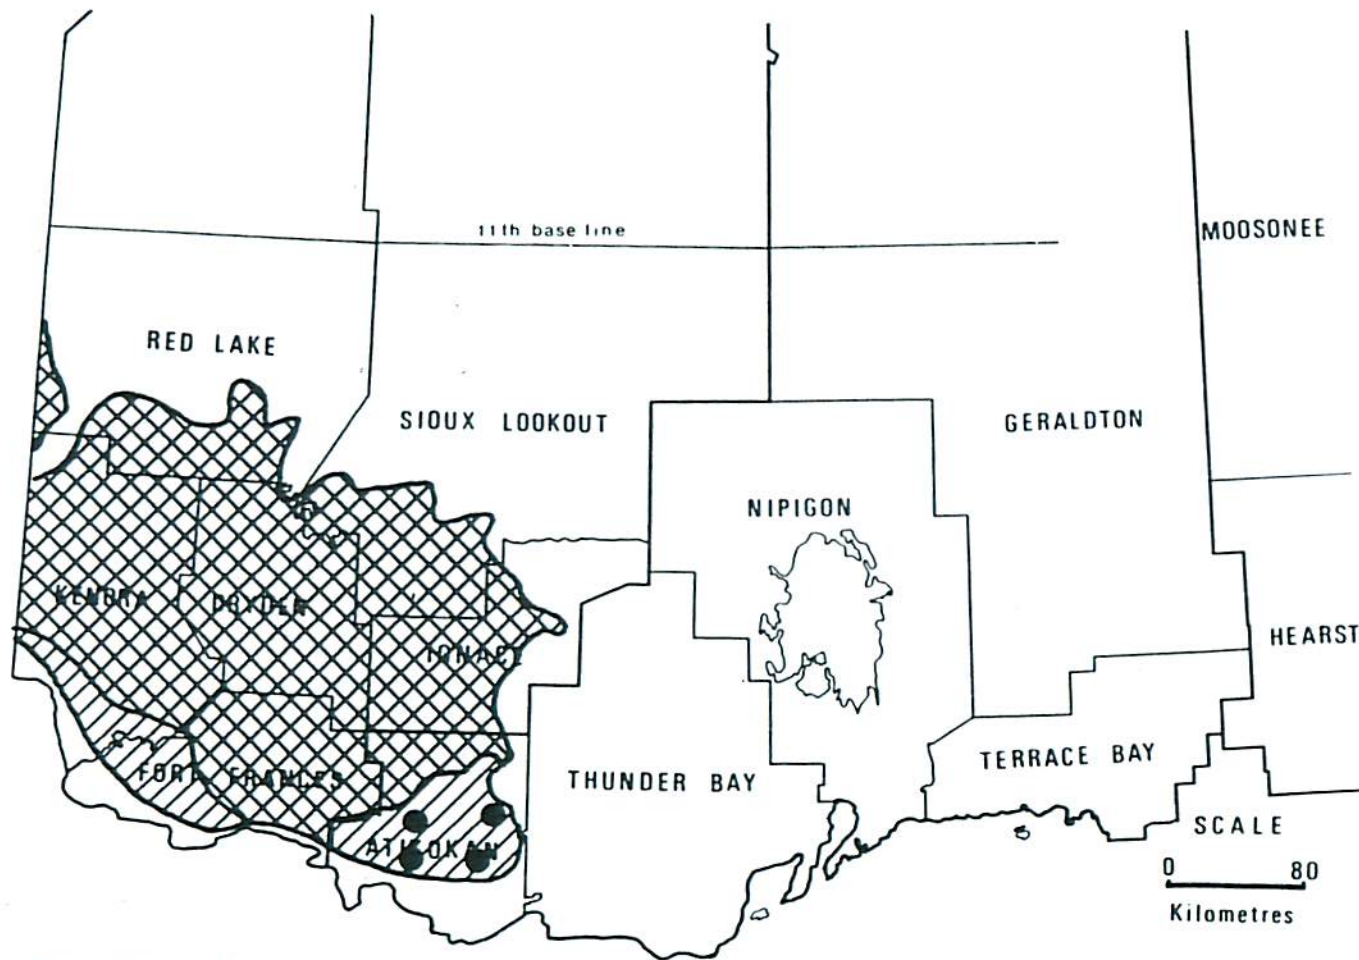 11th base line
MOOSONEE
RED LAKE
SIOUX LOOKOUT
GERALDTON
NIPIGON
KENORA
DRYDEN
IGNACE
HEARST
FORT FRANCES
THUNDER BAY
TERRACE BAY
ATIKOKAN
SCALE
0 80
Kilometres